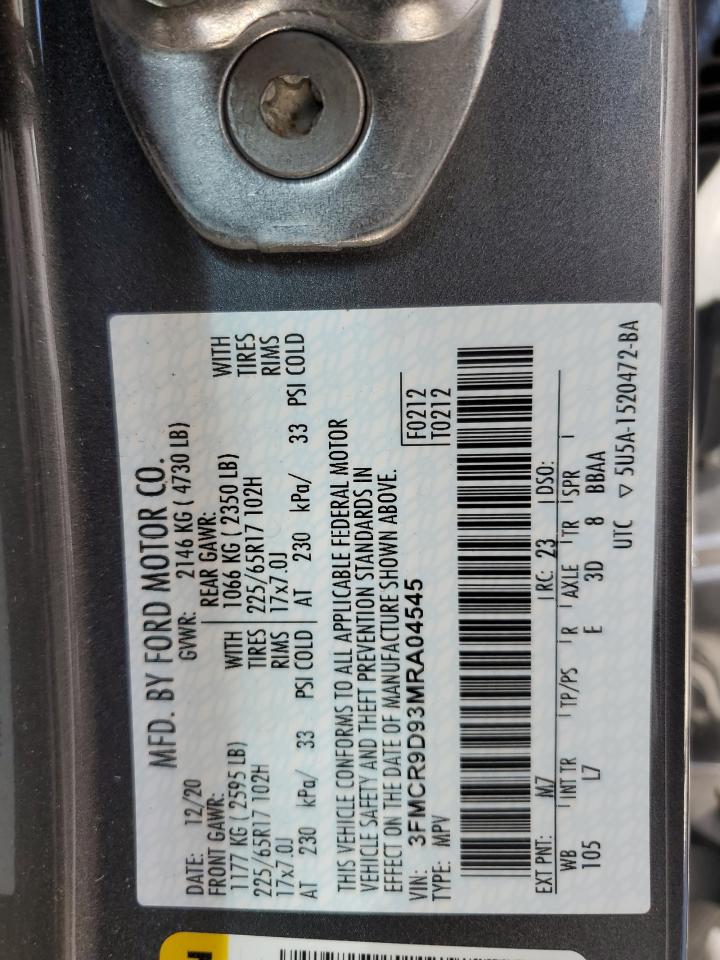 MFD. BY FORD MOTOR CO.
DATE: 12/20 GVWR: 2146 KG ( 4730 LB)
FRONT GAWR: REAR GAWR:
1177 KG ( 2595 LB) WITH 1066 KG ( 2350 LB) WITH
225/65R17 102H TIRES 225/65R17 102H TIRES
17x7.0J RIMS 17x7.0J RIMS
AT 230 kPa/ 33 PSI COLD AT 230 kPa/ 33 PSI COLD
THIS VEHICLE CONFORMS TO ALL APPLICABLE FEDERAL MOTOR
VEHICLE SAFETY AND THEFT PREVENTION STANDARDS IN
EFFECT ON THE DATE OF MANUFACTURE SHOWN ABOVE.
VIN: 3FMCR9D93MRA04545 F0212
TYPE: MPV T0212
EXT PNT: M7 RC: 23 DSO:
WB INT TR TP/PS R AXLE TR SPR
105 L7 E 3D 8 BBAA
UTC ▽ 5U5A-1520472-BA